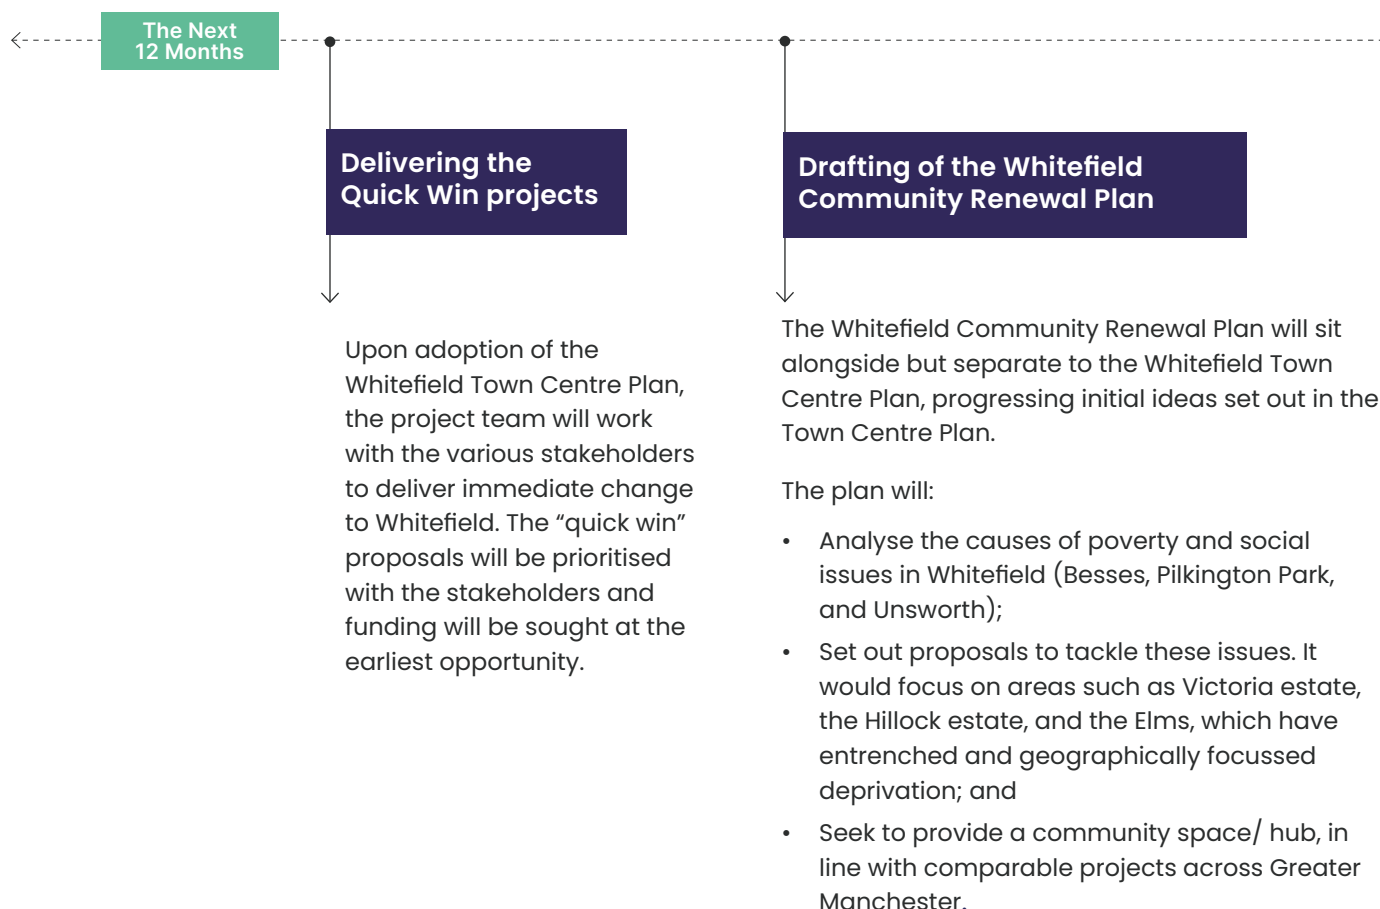 The Next
12 Months
Delivering the
Quick Win projects
Upon adoption of the
Whitefield Town Centre Plan,
the project team will work
with the various stakeholders
to deliver immediate change
to Whitefield. The “quick win”
proposals will be prioritised
with the stakeholders and
funding will be sought at the
earliest opportunity.
Drafting of the Whitefield
Community Renewal Plan
The Whitefield Community Renewal Plan will sit
alongside but separate to the Whitefield Town
Centre Plan, progressing initial ideas set out in the
Town Centre Plan.
The plan will:
• Analyse the causes of poverty and social
issues in Whitefield (Besses, Pilkington Park,
and Unsworth);
• Set out proposals to tackle these issues. It
would focus on areas such as Victoria estate,
the Hillock estate, and the Elms, which have
entrenched and geographically focussed
deprivation; and
• Seek to provide a community space/ hub, in
line with comparable projects across Greater
Manchester.